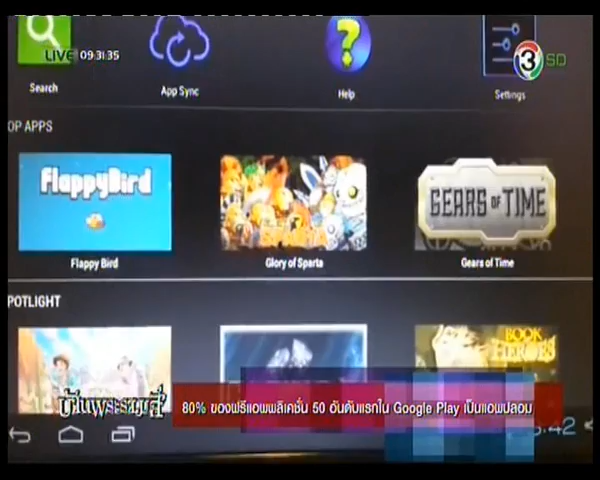 LIVE 09:31:35
3 SD
Search
App Sync
Help
Settings
OP APPS
FlappyBird
SPARTA
GEARS OF TIME
Flappy Bird
Glory of Sparta
Gears of Time
POTLIGHT
BOOK
HEROES
80% ของฟรีแอพพลิเคชั่น 50 อันดับแรกใน Google Play เป็นแอพปลอม
:42